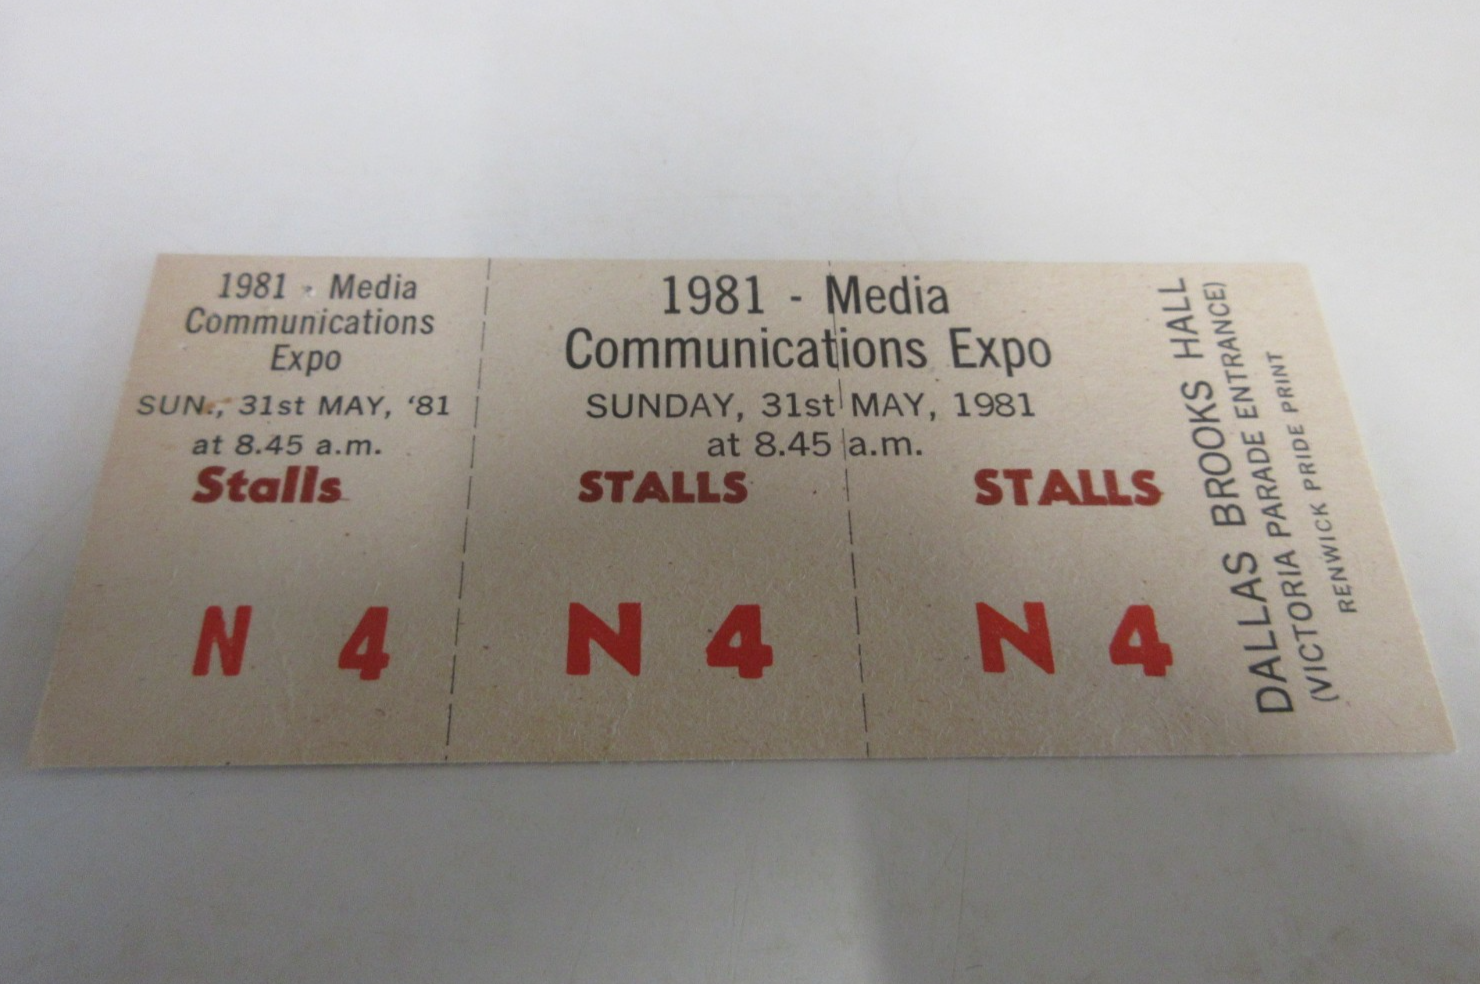 1981 - Media
Communications
Expo
SUN., 31st MAY, '81
at 8.45 a.m.
Stalls
N 4
1981 - Media
Communications Expo
SUNDAY, 31st MAY, 1981
at 8.45 a.m.
STALLS
N 4
STALLS
N 4
DALLAS BROOKS HALL
(VICTORIA PARADE ENTRANCE)
RENWICK PRIDE PRINT